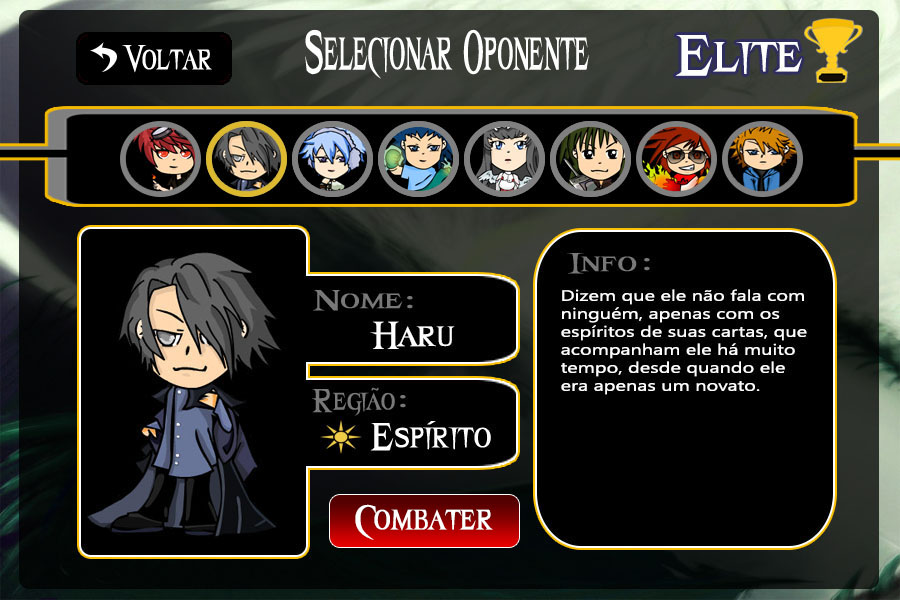 Voltar
Selecionar Oponente
Elite
Nome:
Haru
Região:
Espírito
Combater
Info:
Dizem que ele não fala com
ninguém, apenas com os
espíritos de suas cartas, que
acompanham ele há muito
tempo, desde quando ele
era apenas um novato.